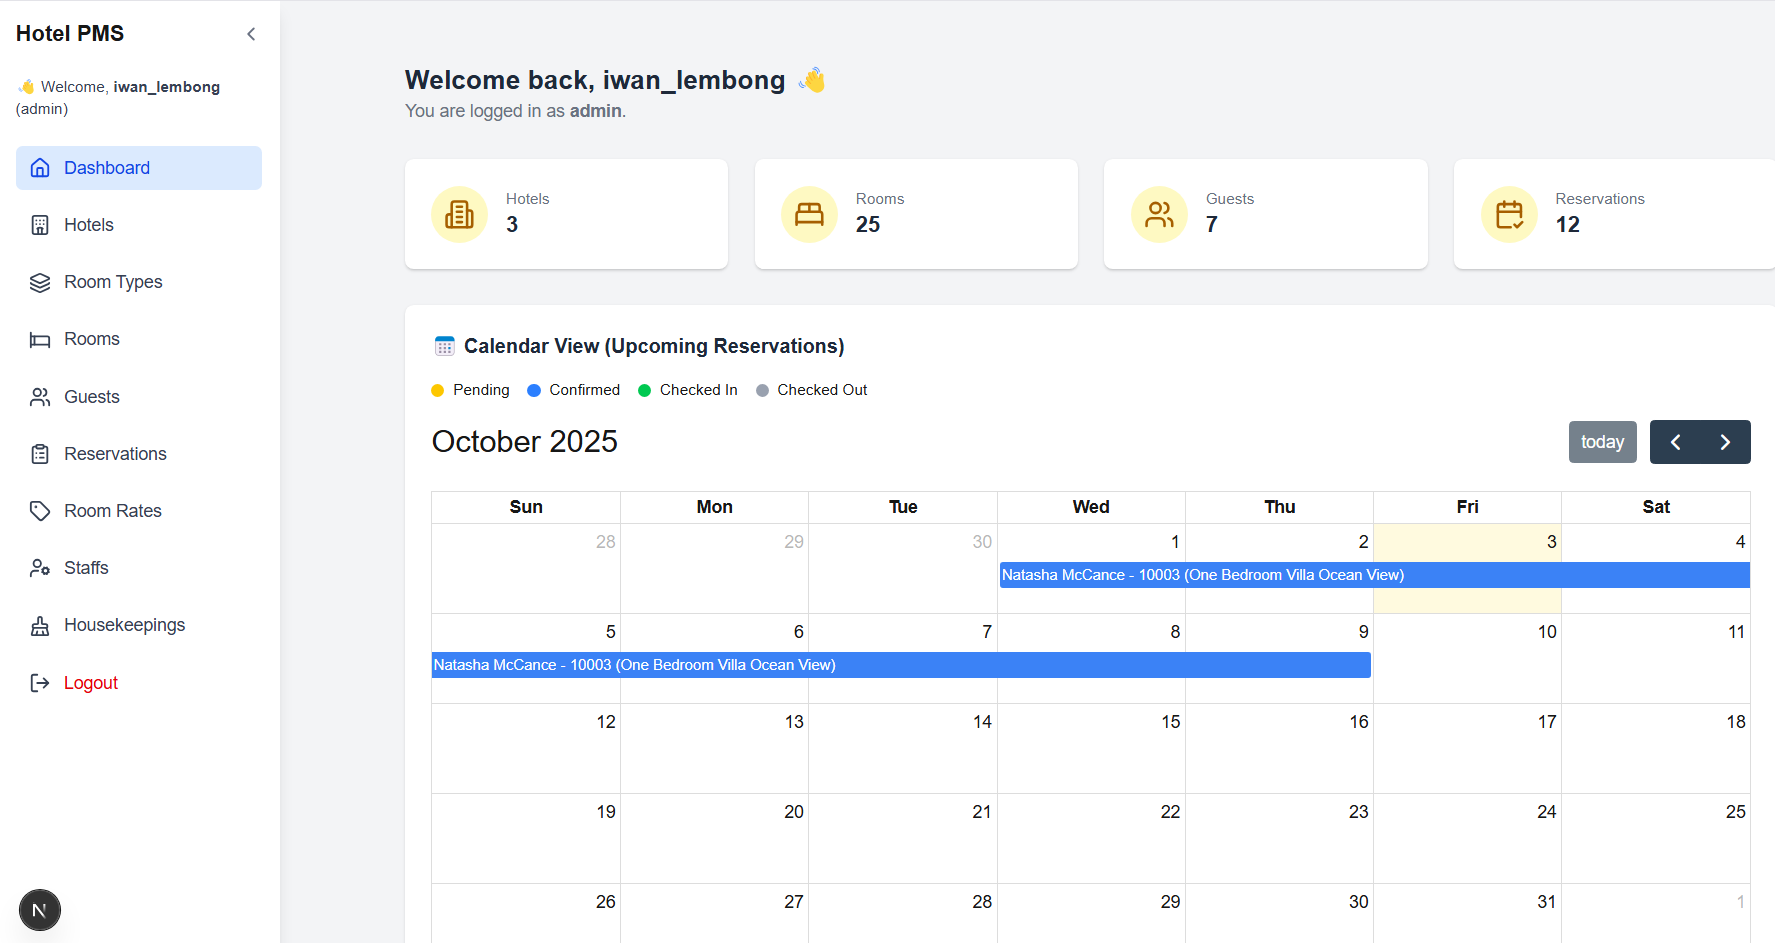 Hotel PMS
👋 Welcome, iwan_lembong
(admin)
Dashboard
Hotels
Room Types
Rooms
Guests
Reservations
Room Rates
Staffs
Housekeepings
Logout
N
Welcome back, iwan_lembong 👋
You are logged in as admin.
Hotels
3
Rooms
25
Guests
7
Reservations
12
Calendar View (Upcoming Reservations)
Pending Confirmed Checked In Checked Out
October 2025
today
Sun Mon Tue Wed Thu Fri Sat
28 29 30 1 2 3 4
Natasha McCance - 10003 (One Bedroom Villa Ocean View)
5 6 7 8 9 10 11
Natasha McCance - 10003 (One Bedroom Villa Ocean View)
12 13 14 15 16 17 18
19 20 21 22 23 24 25
26 27 28 29 30 31 1